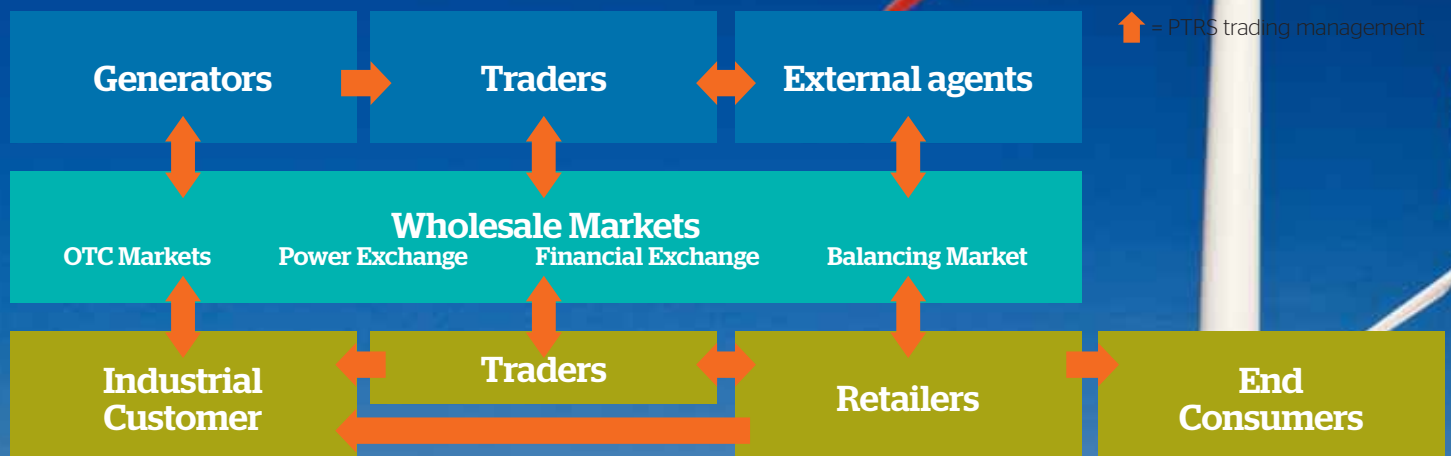 = PTRS trading management
Generators
Traders
External agents
Wholesale Markets
OTC Markets
Power Exchange
Financial Exchange
Balancing Market
Industrial
Customer
Traders
Retailers
End
Consumers